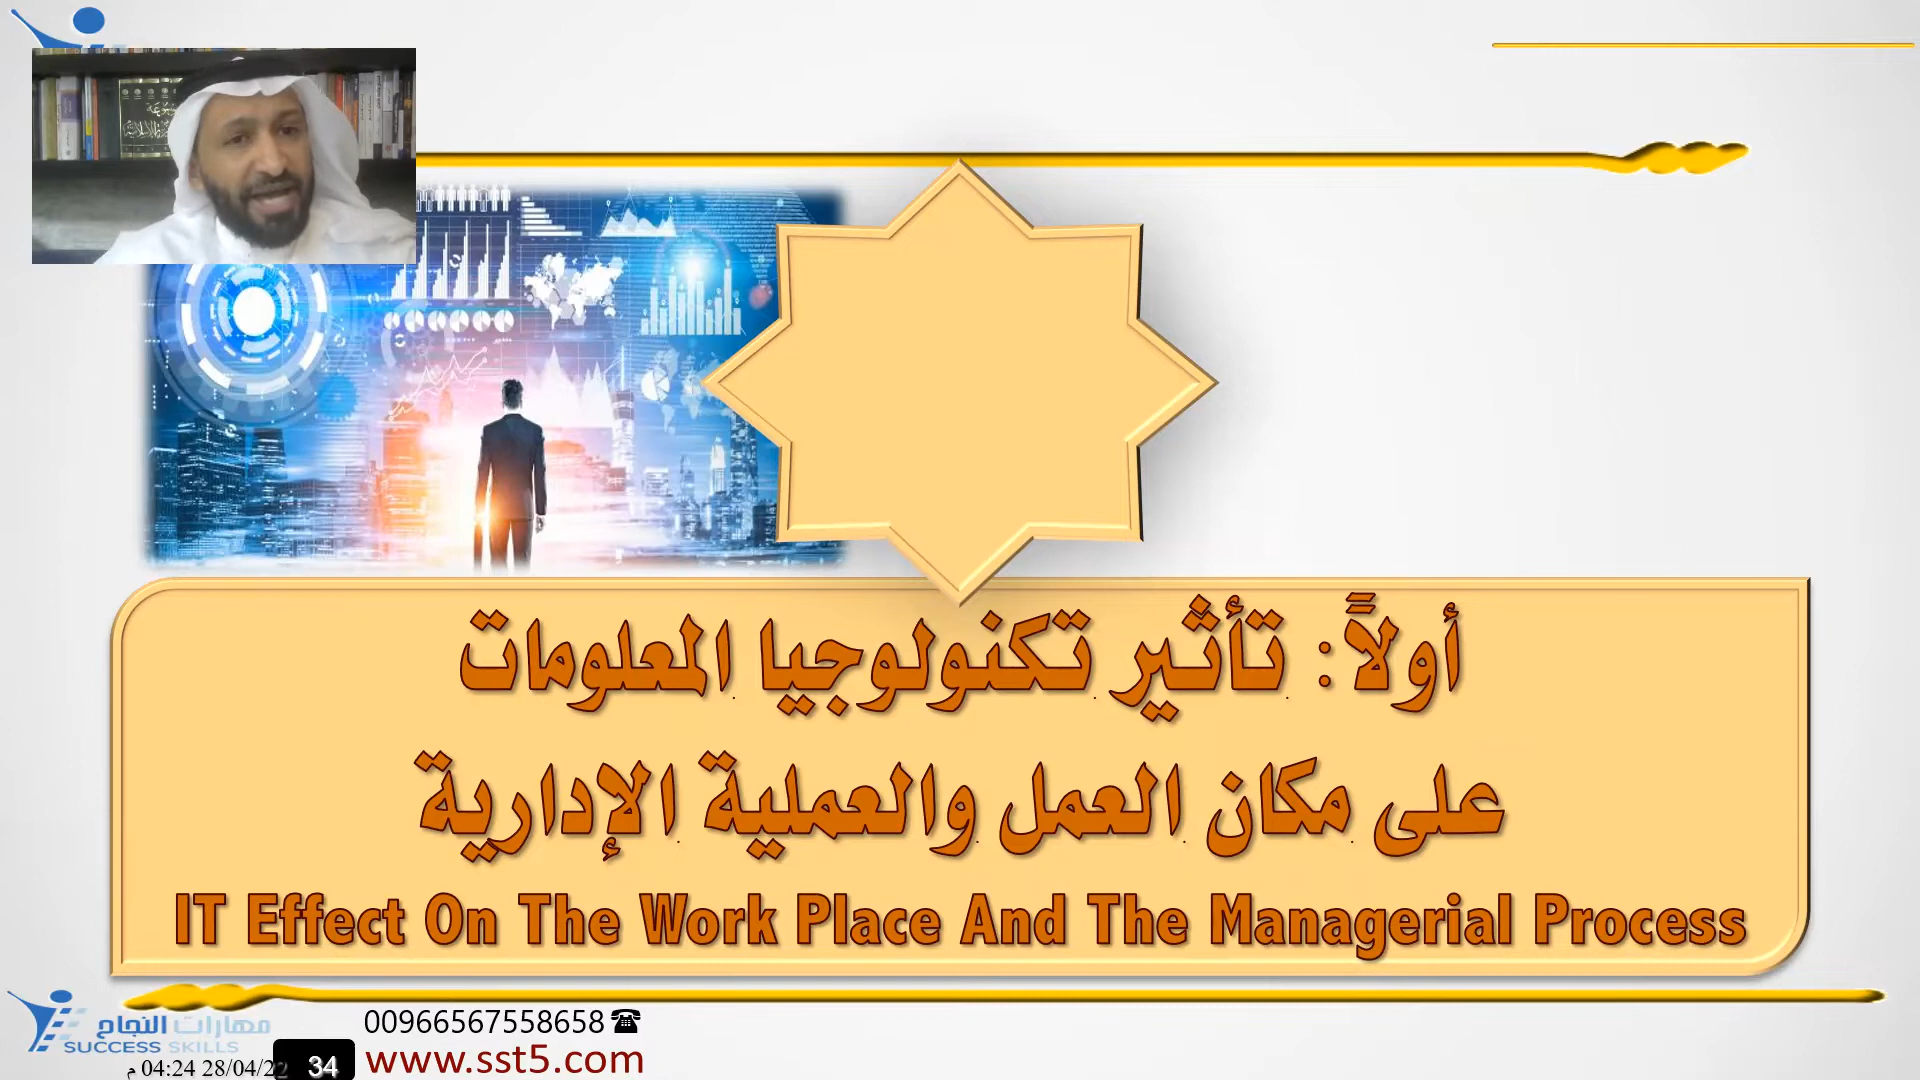 أولاً: تأثير تكنولوجيا المعلومات
على مكان العمل والعملية الإدارية
IT Effect On The Work Place And The Managerial Process
مهارات النجاح
SUCCESS SKILLS
00966567558658
www.sst5.com
04:24 28/04/22 م
34